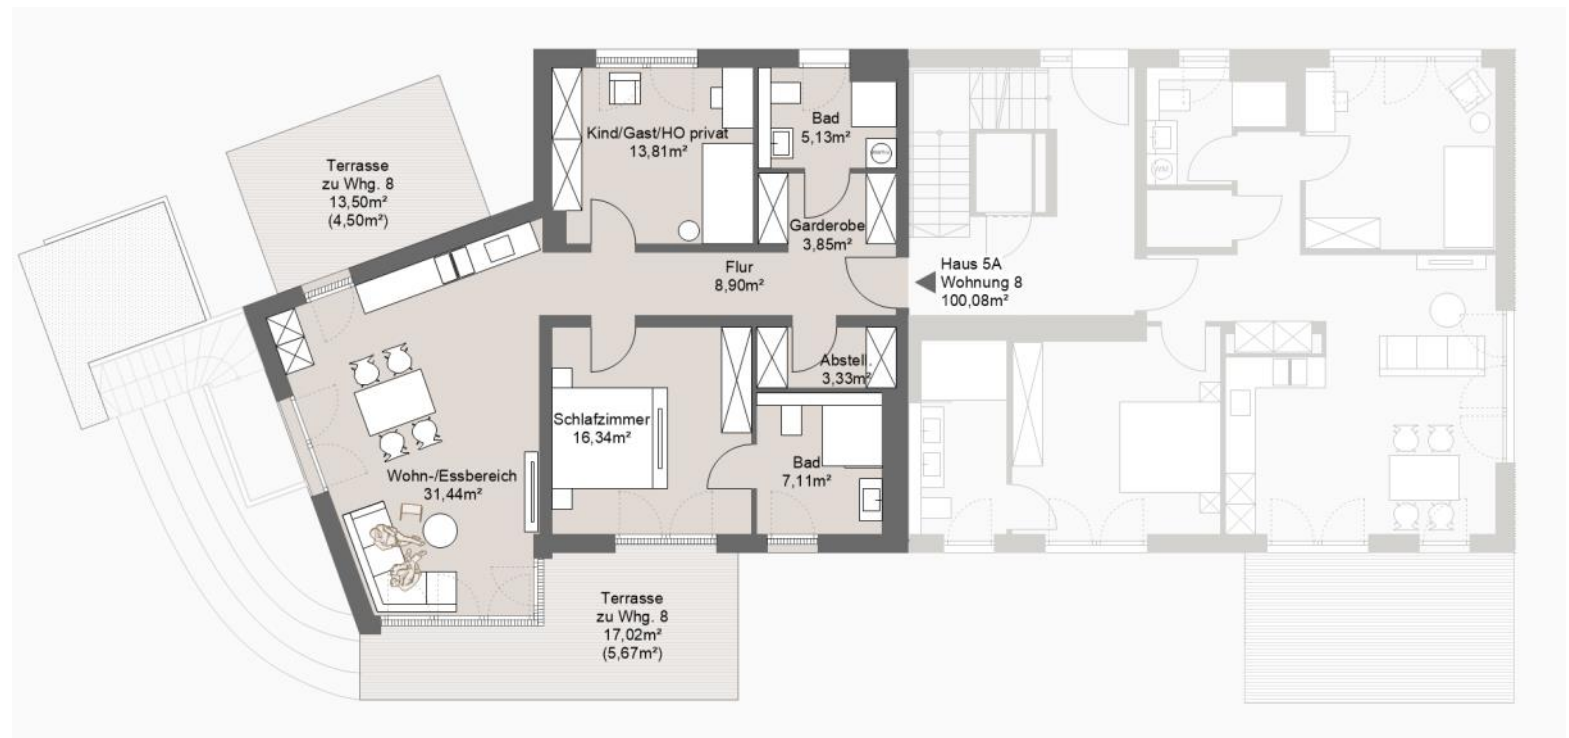 Terrasse
zu Whg. 8
13,50m²
(4,50m²)
Kind/Gast/HO privat
13,81m²
Bad
5,13m²
Garderobe
3,85m²
Flur
8,90m²
Haus 5A
Wohnung 8
100,08m²
Abstell.
3,33m²
Schlafzimmer
16,34m²
Bad
7,11m²
Wohn-/Essbereich
31,44m²
Terrasse
zu Whg. 8
17,02m²
(5,67m²)
WM